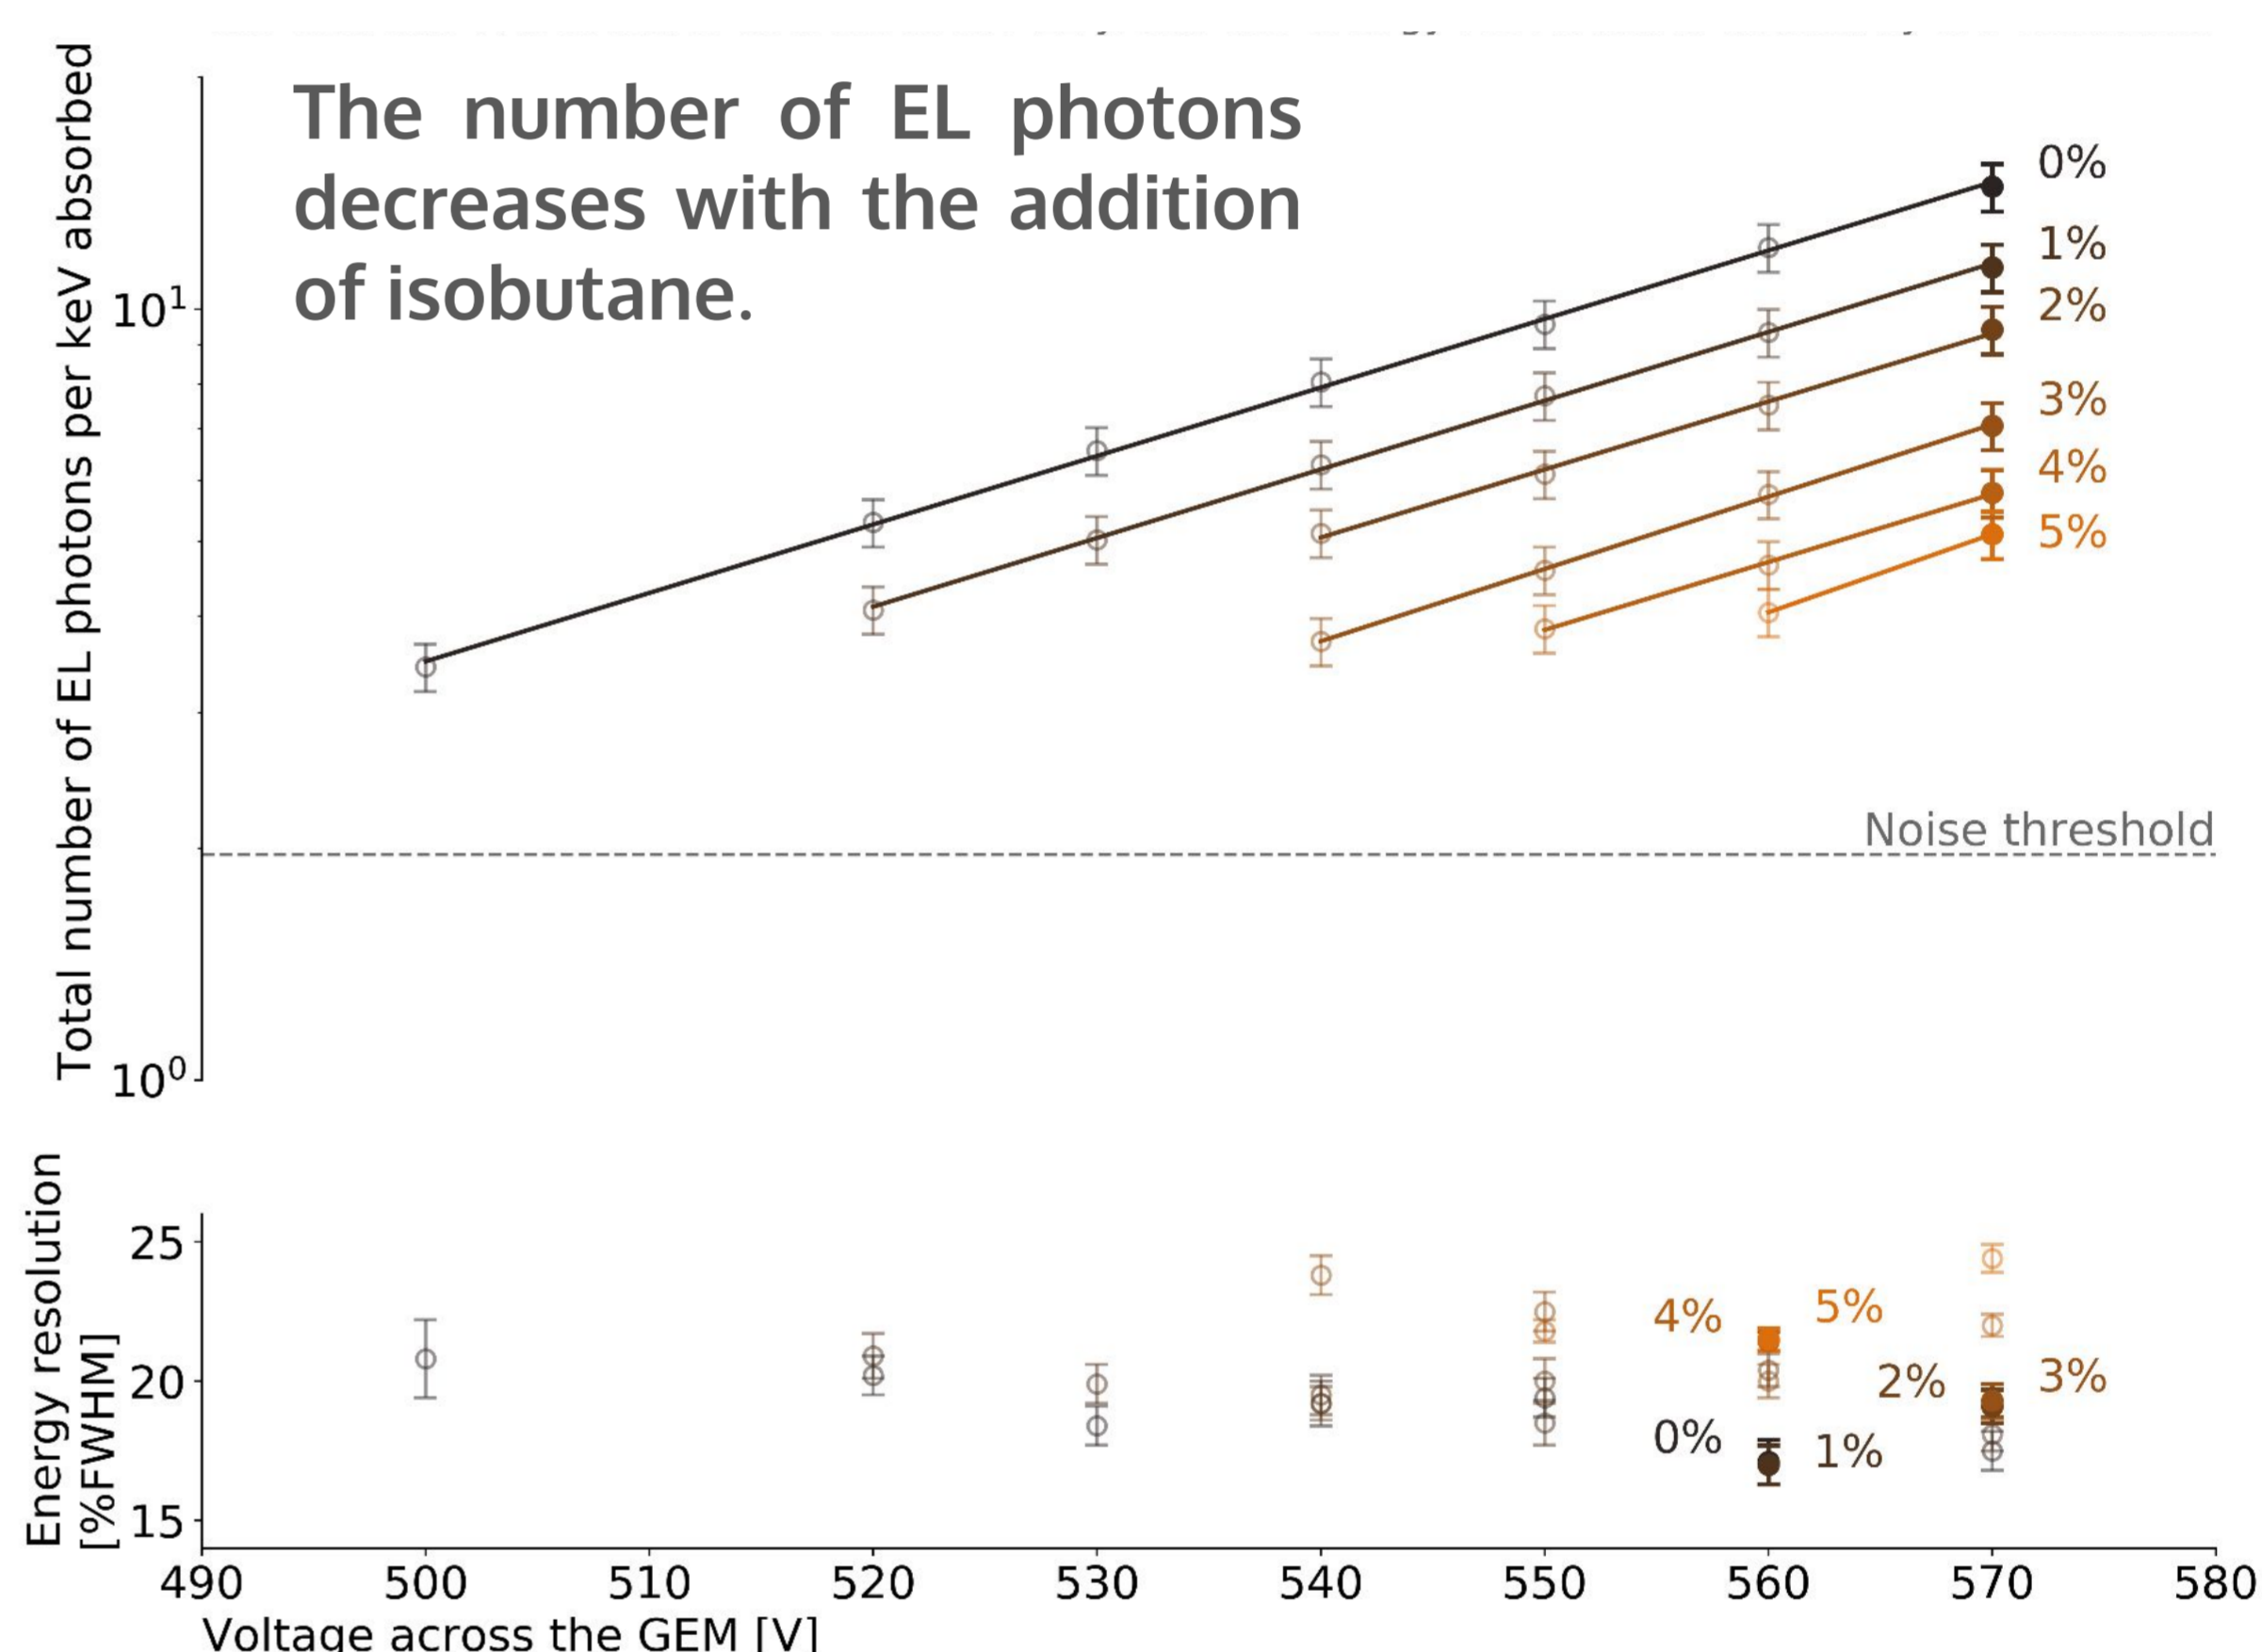 The number of EL photons
decreases with the addition
of isobutane.
Total number of EL photons per keV absorbed
10¹
10⁰
0%
1%
2%
3%
4%
5%
Noise threshold
Energy resolution
[%FWHM]
25
20
15
4%
5%
2%
3%
0%
1%
490 500 510 520 530 540 550 560 570 580
Voltage across the GEM [V]